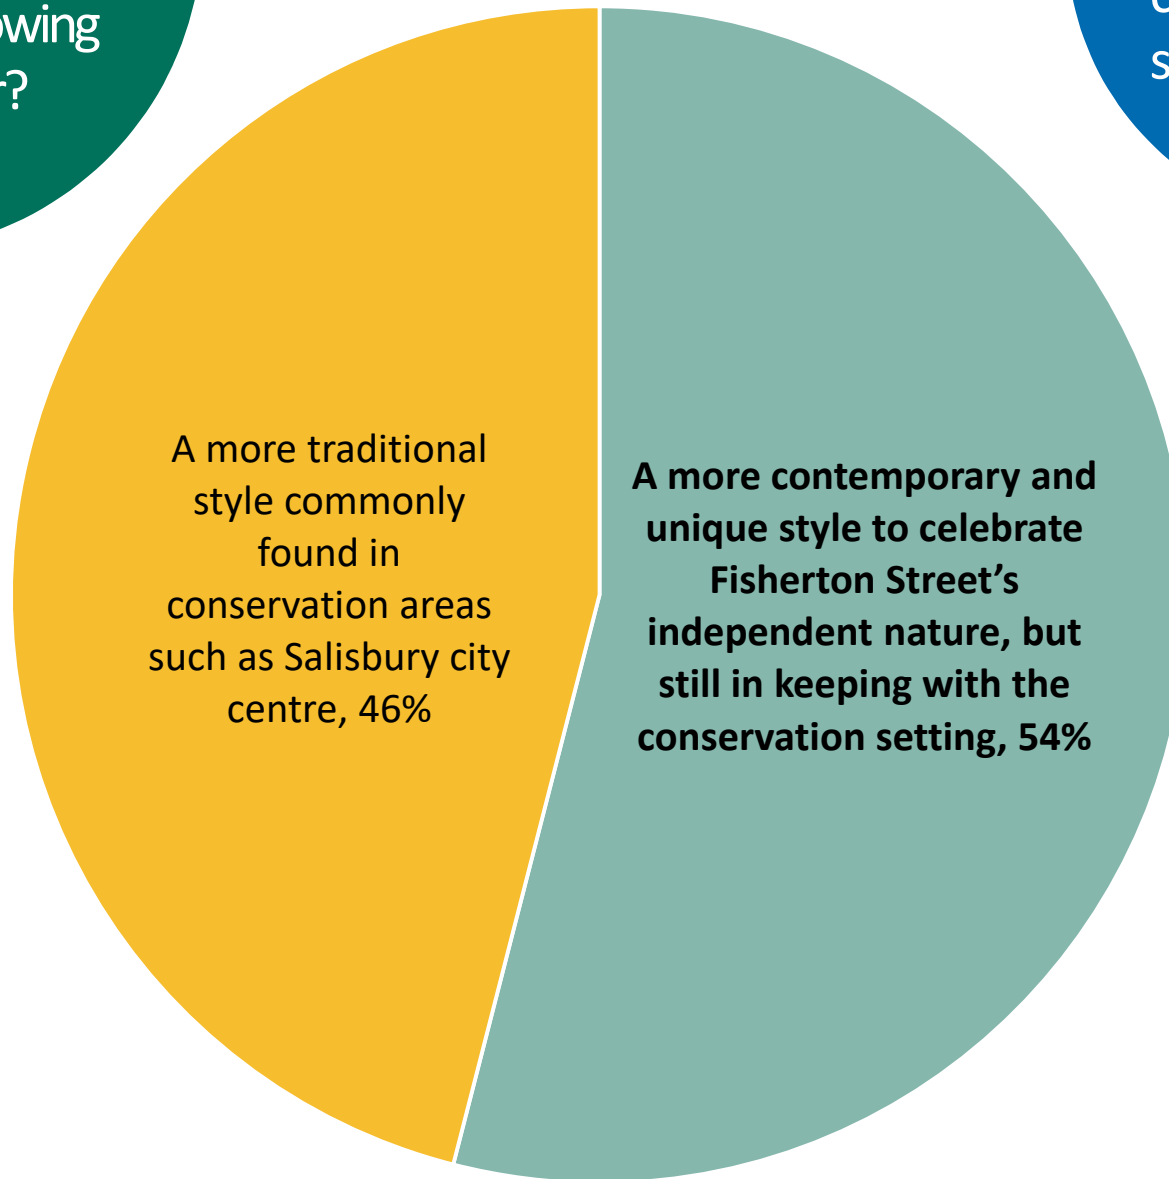 A more traditional
style commonly
found in
conservation areas
such as Salisbury city
centre, 46%
A more contemporary and
unique style to celebrate
Fisherton Street’s
independent nature, but
still in keeping with the
conservation setting, 54%